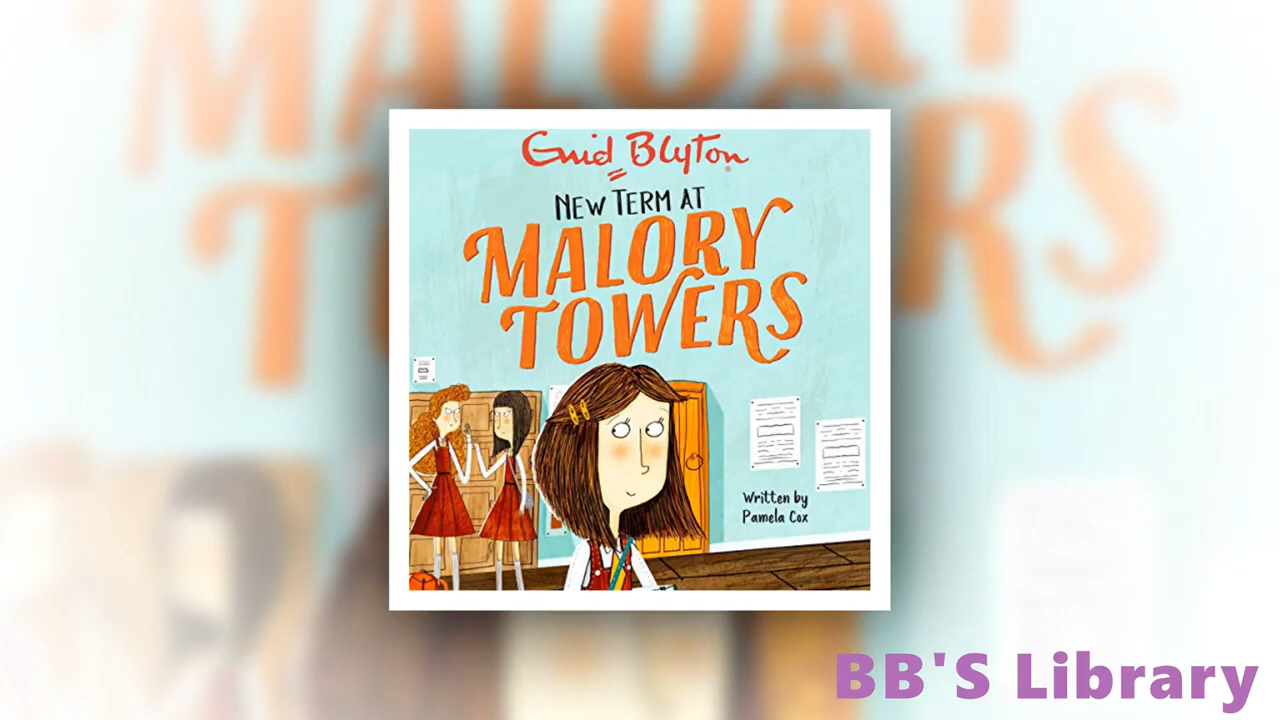 Enid Blyton®
NEW TERM AT
MALORY
TOWERS
Written by
Pamela Cox
BB'S Library